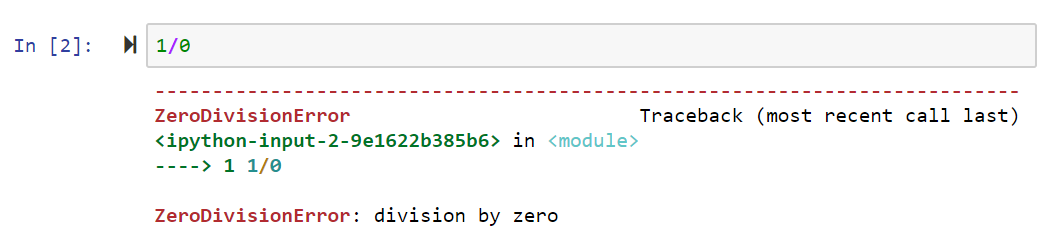 In [2]: 1/0
---------------------------------------------------------------------------
ZeroDivisionError                         Traceback (most recent call last)
<ipython-input-2-9e1622b385b6> in <module>
----> 1 1/0

ZeroDivisionError: division by zero